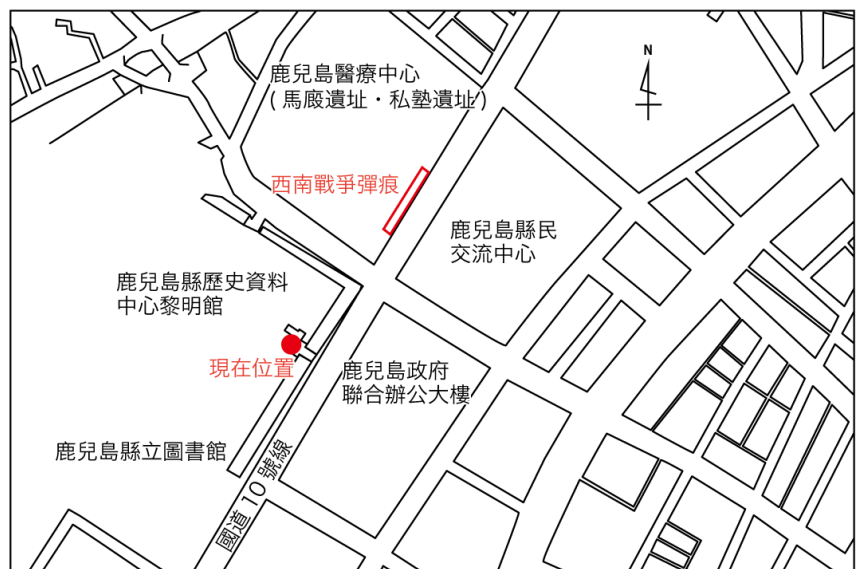 N
鹿兒島醫療中心
( 馬廄遺址・私塾遺址 )
西南戰爭彈痕
鹿兒島縣民
交流中心
鹿兒島縣歷史資料
中心黎明館
現在位置
鹿兒島政府
聯合辦公大樓
鹿兒島縣立圖書館
國道 10 號線